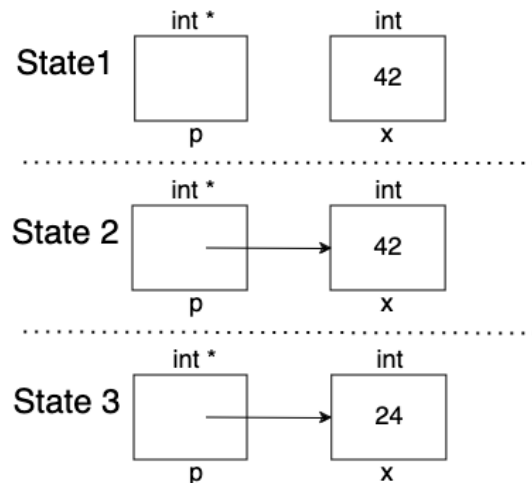 int * int
State1
42
p x
int * int
State 2
42
p x
int * int
State 3
24
p x